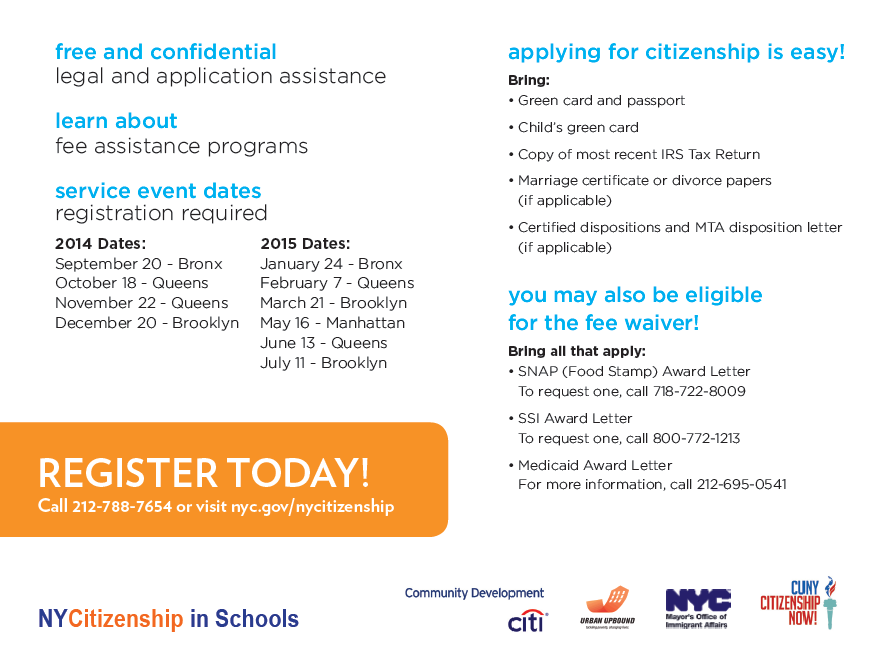 free and confidential
legal and application assistance
learn about
fee assistance programs
service event dates
registration required
2014 Dates:
September 20 - Bronx
October 18 - Queens
November 22 - Queens
December 20 - Brooklyn
2015 Dates:
January 24 - Bronx
February 7 - Queens
March 21 - Brooklyn
May 16 - Manhattan
June 13 - Queens
July 11 - Brooklyn
REGISTER TODAY!
Call 212-788-7654 or visit nyc.gov/nycitizenship
applying for citizenship is easy!
Bring:
• Green card and passport
• Child's green card
• Copy of most recent IRS Tax Return
• Marriage certificate or divorce papers
(if applicable)
• Certified dispositions and MTA disposition letter
(if applicable)
you may also be eligible
for the fee waiver!
Bring all that apply:
• SNAP (Food Stamp) Award Letter
To request one, call 718-722-8009
• SSI Award Letter
To request one, call 800-772-1213
• Medicaid Award Letter
For more information, call 212-695-0541
NYCitizenship in Schools
Community Development
citi®
URBAN UPBOUND
NYC
Mayor's Office of
Immigrant Affairs
CUNY
CITIZENSHIP
NOW!